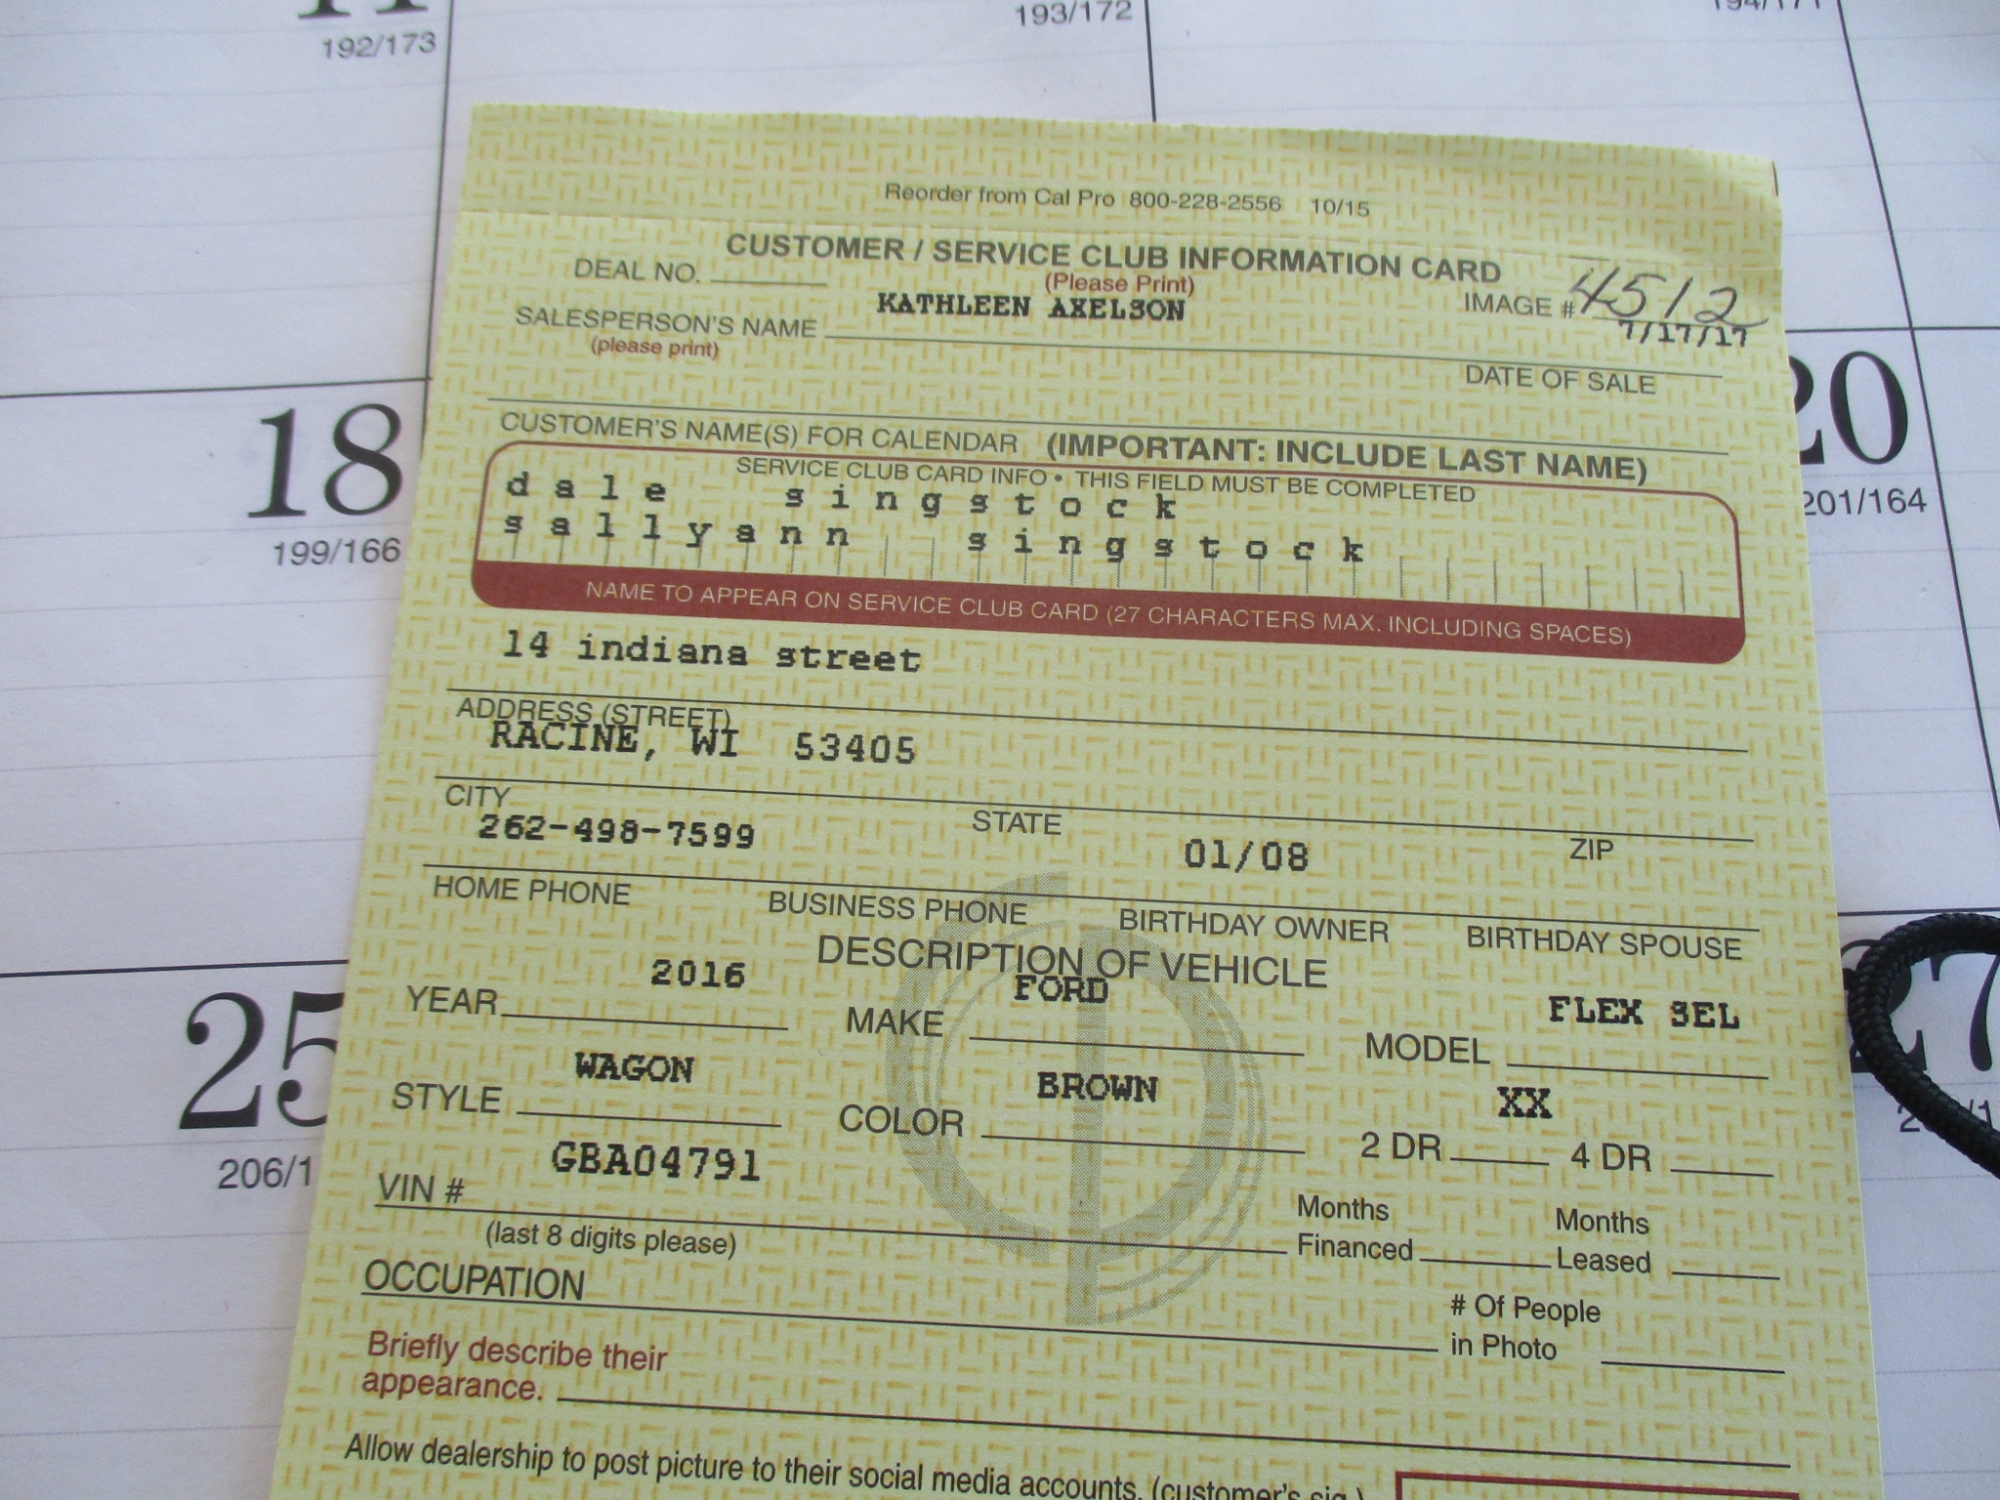 192/173
193/172
18
199/166
20
201/164
25
206/1
Reorder from Cal Pro 800-228-2556 10/15
CUSTOMER / SERVICE CLUB INFORMATION CARD
DEAL NO.
(Please Print)
IMAGE # 4512
KATHLEEN AXELSON
7/17/17
SALESPERSON'S NAME
(please print)
DATE OF SALE
CUSTOMER'S NAME(S) FOR CALENDAR (IMPORTANT: INCLUDE LAST NAME)
SERVICE CLUB CARD INFO • THIS FIELD MUST BE COMPLETED
dale singstock
sallyann singstock
NAME TO APPEAR ON SERVICE CLUB CARD (27 CHARACTERS MAX. INCLUDING SPACES)
14 indiana street
ADDRESS (STREET)
RACINE, WI 53405
CITY STATE ZIP
262-498-7599 01/08
HOME PHONE BUSINESS PHONE BIRTHDAY OWNER BIRTHDAY SPOUSE
DESCRIPTION OF VEHICLE
2016 FORD FLEX SEL
YEAR MAKE MODEL
WAGON BROWN XX
STYLE COLOR 2 DR 4 DR
GBA04791
VIN #
(last 8 digits please)
Months Financed
Months Leased
OCCUPATION
# Of People in Photo
Briefly describe their
appearance.
Allow dealership to post picture to their social media accounts. (customer's sig.)